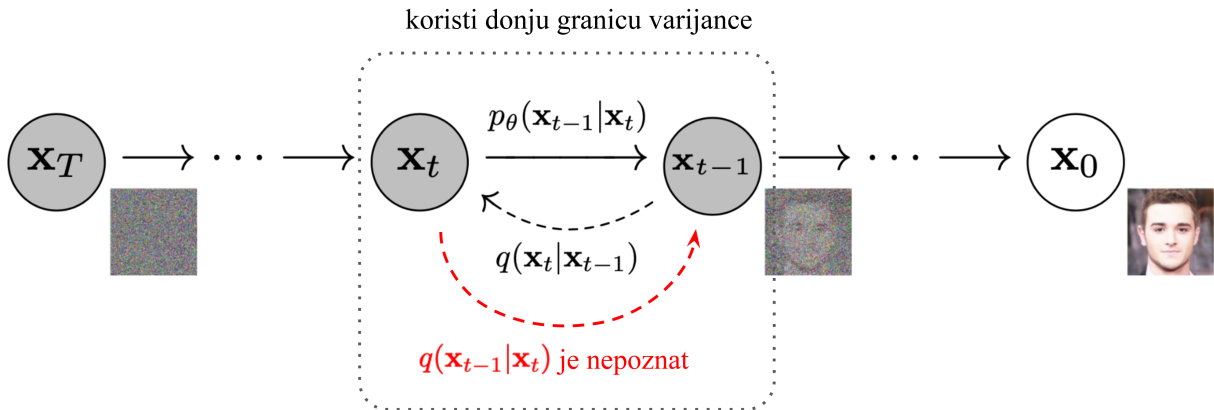 koristi donju granicu varijance
p_θ(x_{t−1}|x_t)
x_T → ··· → x_t → x_{t−1} → ··· → x_0
q(x_t|x_{t−1})
q(x_{t−1}|x_t) je nepoznat